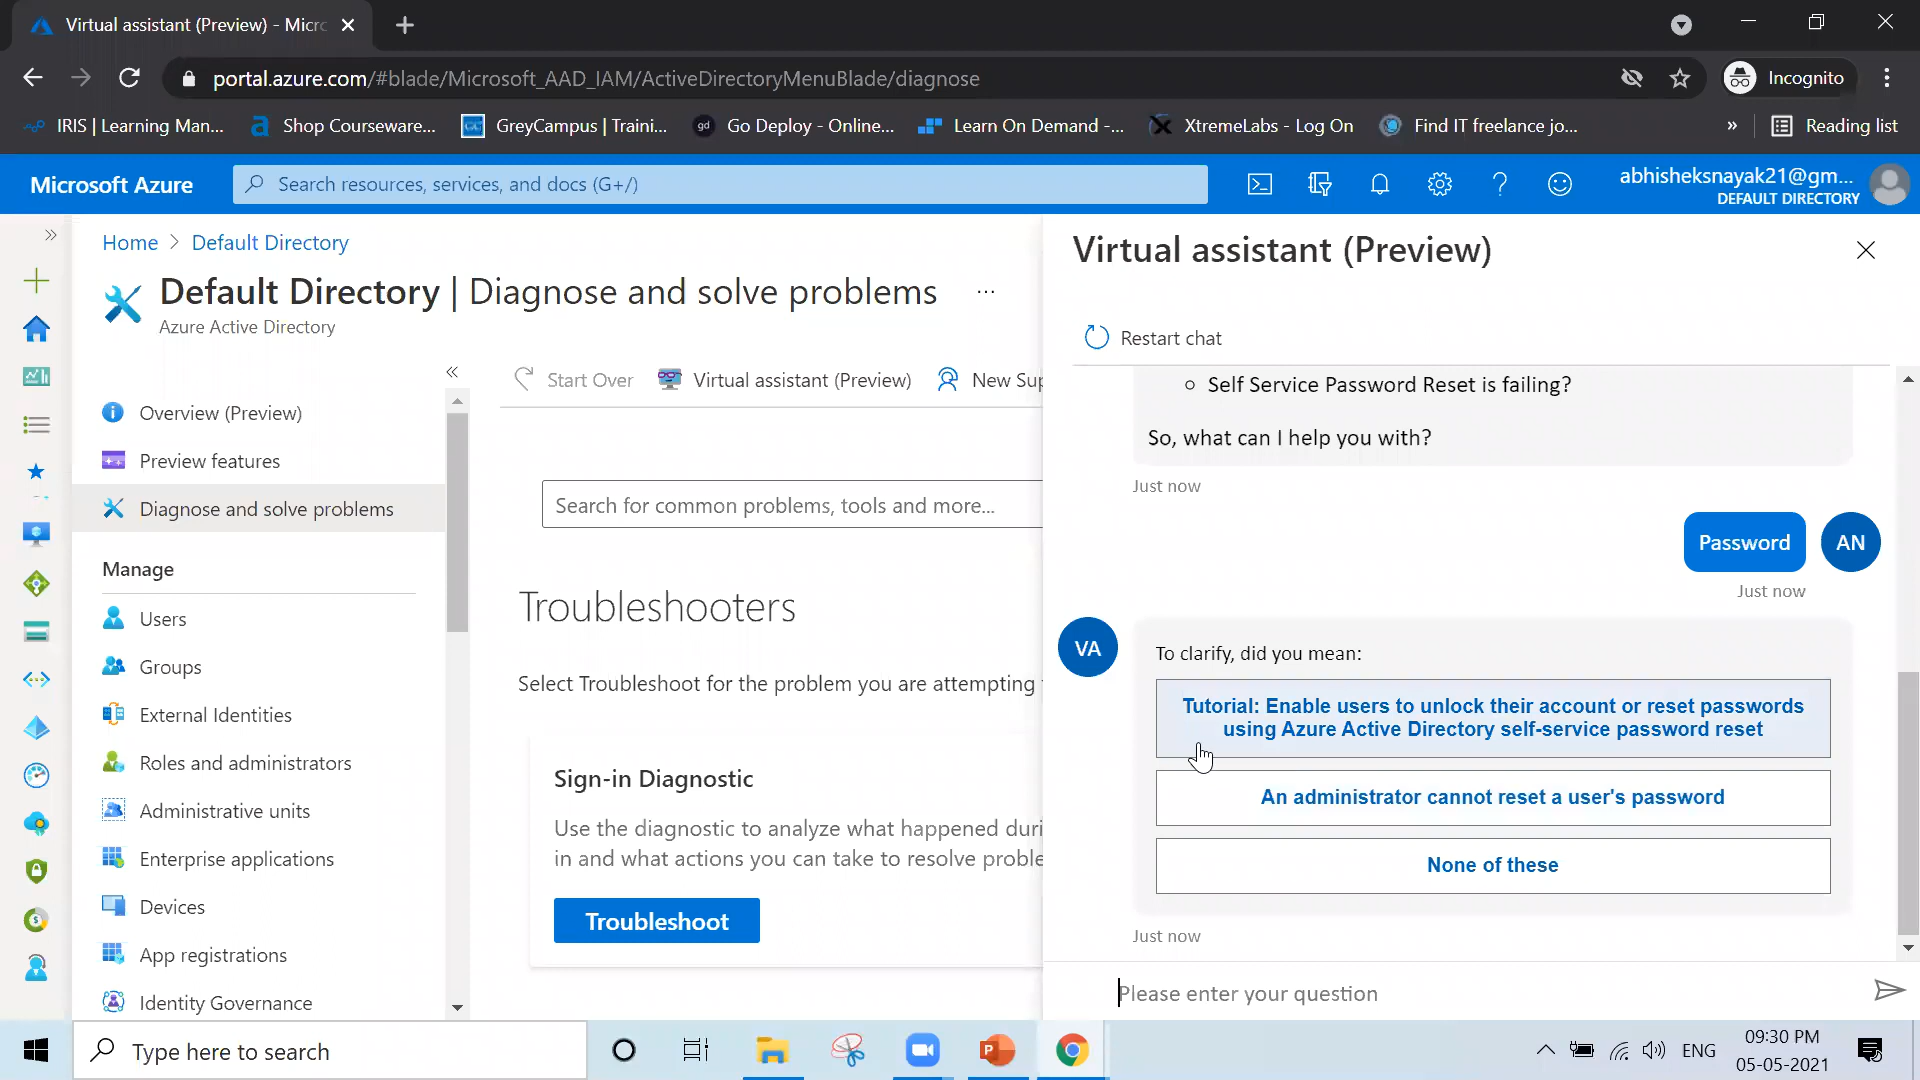 Virtual assistant (Preview) - Micro
portal.azure.com/#blade/Microsoft_AAD_IAM/ActiveDirectoryMenuBlade/diagnose
Incognito
IRIS | Learning Man...
Shop Courseware...
GC
GreyCampus | Traini...
gd
Go Deploy - Online...
Learn On Demand -...
XtremeLabs - Log On
Find IT freelance jo...
»
Reading list
Microsoft Azure
Search resources, services, and docs (G+/)
abhisheksnayak21@gm...
DEFAULT DIRECTORY
Home > Default Directory
Default Directory | Diagnose and solve problems
...
Azure Active Directory
Overview (Preview)
Preview features
Diagnose and solve problems
Manage
Users
Groups
External Identities
Roles and administrators
Administrative units
Enterprise applications
Devices
App registrations
Identity Governance
Start Over
Virtual assistant (Preview)
New Sup
Search for common problems, tools and more...
Troubleshooters
Select Troubleshoot for the problem you are attempting
Sign-in Diagnostic
Use the diagnostic to analyze what happened duri
in and what actions you can take to resolve proble
Troubleshoot
Virtual assistant (Preview)
Restart chat
Self Service Password Reset is failing?
So, what can I help you with?
Just now
Password
AN
Just now
VA
To clarify, did you mean:
Tutorial: Enable users to unlock their account or reset passwords
using Azure Active Directory self-service password reset
An administrator cannot reset a user's password
None of these
Just now
Please enter your question
Type here to search
ENG
09:30 PM
05-05-2021